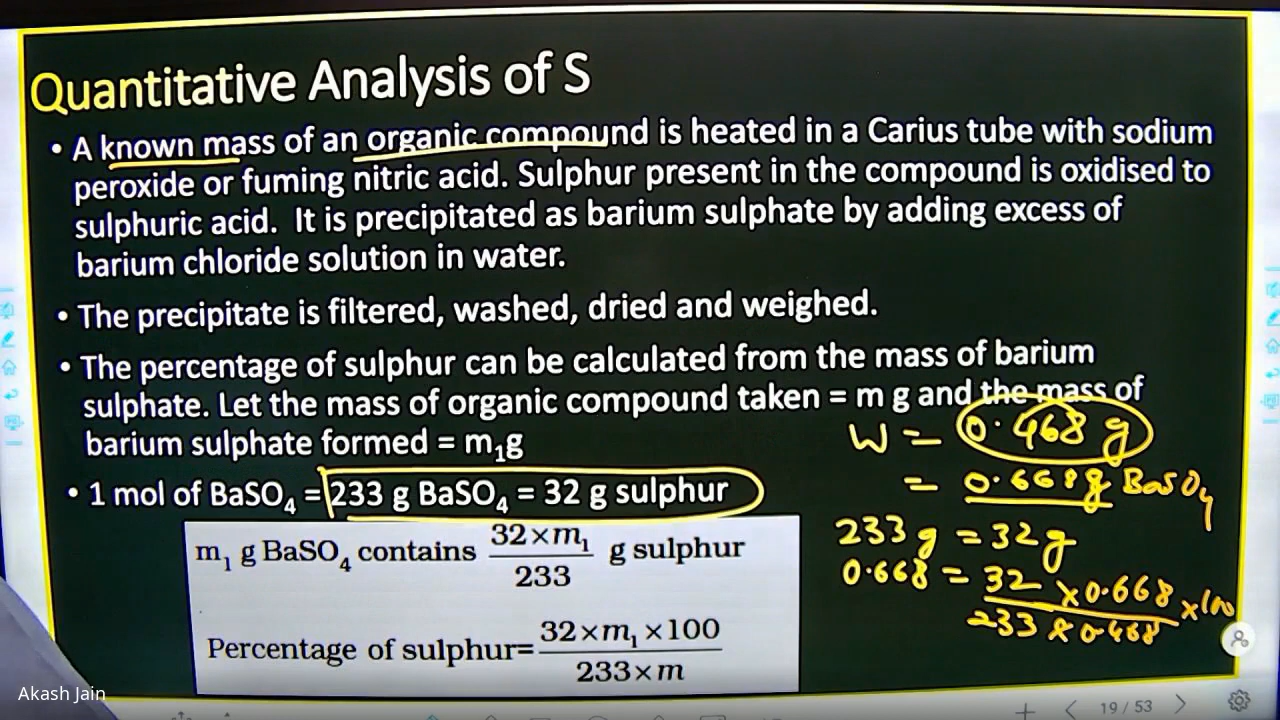 Quantitative Analysis of S
• A known mass of an organic compound is heated in a Carius tube with sodium
peroxide or fuming nitric acid. Sulphur present in the compound is oxidised to
sulphuric acid. It is precipitated as barium sulphate by adding excess of
barium chloride solution in water.
• The precipitate is filtered, washed, dried and weighed.
• The percentage of sulphur can be calculated from the mass of barium
sulphate. Let the mass of organic compound taken = m g and the mass of
barium sulphate formed = m₁g
• 1 mol of BaSO₄ = 233 g BaSO₄ = 32 g sulphur
m₁ g BaSO₄ contains 32×m₁/233 g sulphur
Percentage of sulphur= 32×m₁×100/233×m
W = 0.468 g
= 0.668g BaSO₄
233g = 32g
0.668 = 32 × 0.668/233 × 0.468 × 100
Akash Jain
19 / 53